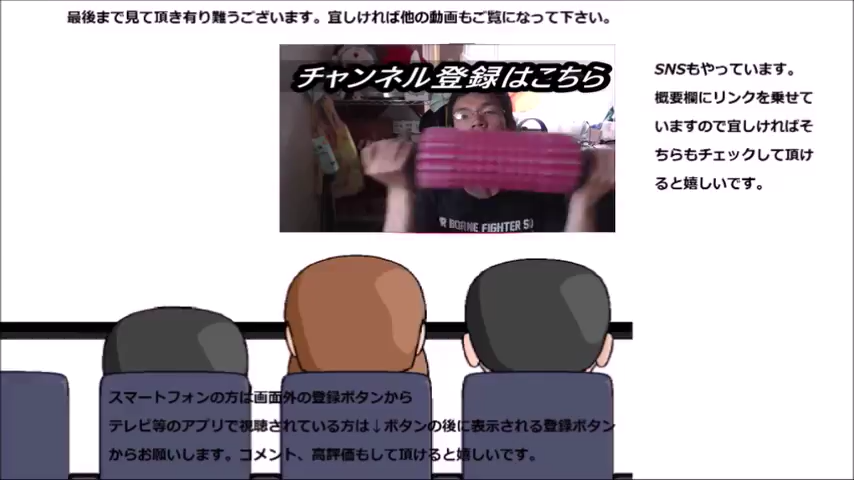 最後まで見て頂き有り難うございます。宜しければ他の動画もご覧になって下さい。
チャンネル登録はこちら
BORNE FIGHTER
SNSもやっています。
概要欄にリンクを乗せて
いますので宜しければそ
ちらもチェックして頂け
ると嬉しいです。
スマートフォンの方は画面外の登録ボタンから
テレビ等のアプリで視聴されている方は↓ボタンの後に表示される登録ボタン
からお願いします。コメント、高評価もして頂けると嬉しいです。